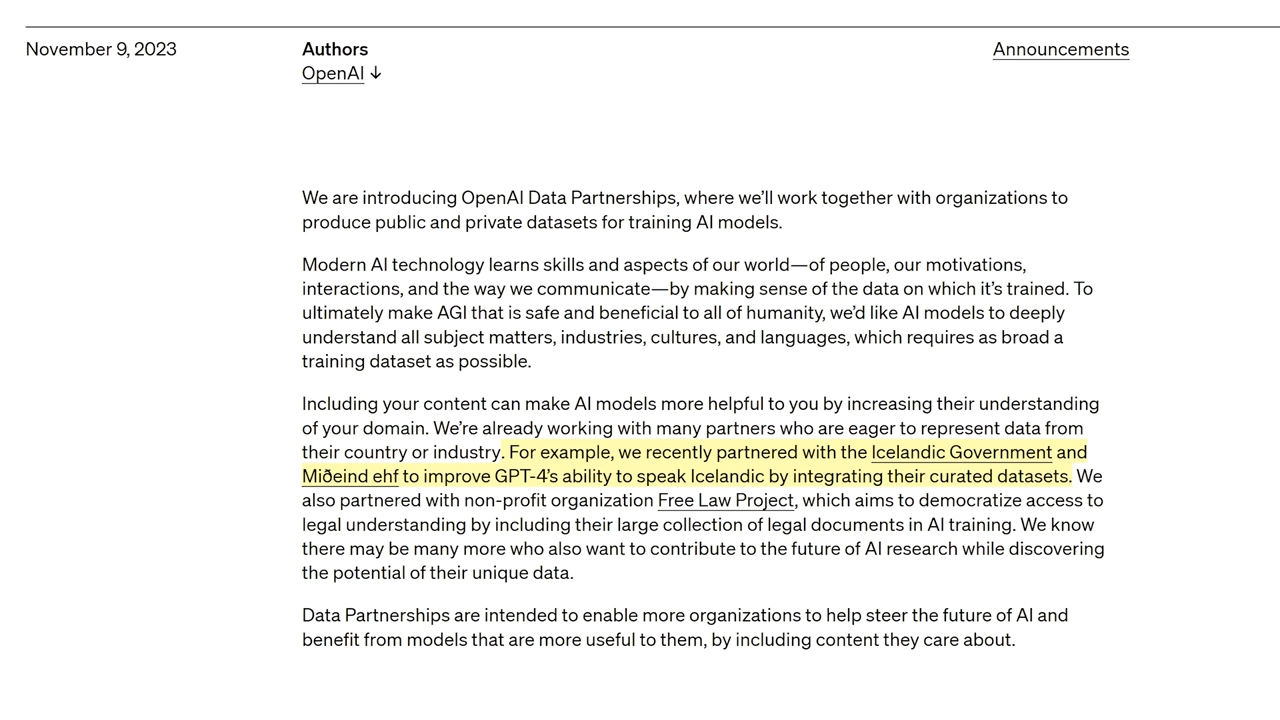 November 9, 2023
Authors
OpenAI ↓
Announcements
We are introducing OpenAI Data Partnerships, where we’ll work together with organizations to
produce public and private datasets for training AI models.
Modern AI technology learns skills and aspects of our world—of people, our motivations,
interactions, and the way we communicate—by making sense of the data on which it’s trained. To
ultimately make AGI that is safe and beneficial to all of humanity, we’d like AI models to deeply
understand all subject matters, industries, cultures, and languages, which requires as broad a
training dataset as possible.
Including your content can make AI models more helpful to you by increasing their understanding
of your domain. We’re already working with many partners who are eager to represent data from
their country or industry. For example, we recently partnered with the Icelandic Government and
Miðeind ehf to improve GPT-4’s ability to speak Icelandic by integrating their curated datasets. We
also partnered with non-profit organization Free Law Project, which aims to democratize access to
legal understanding by including their large collection of legal documents in AI training. We know
there may be many more who also want to contribute to the future of AI research while discovering
the potential of their unique data.
Data Partnerships are intended to enable more organizations to help steer the future of AI and
benefit from models that are more useful to them, by including content they care about.